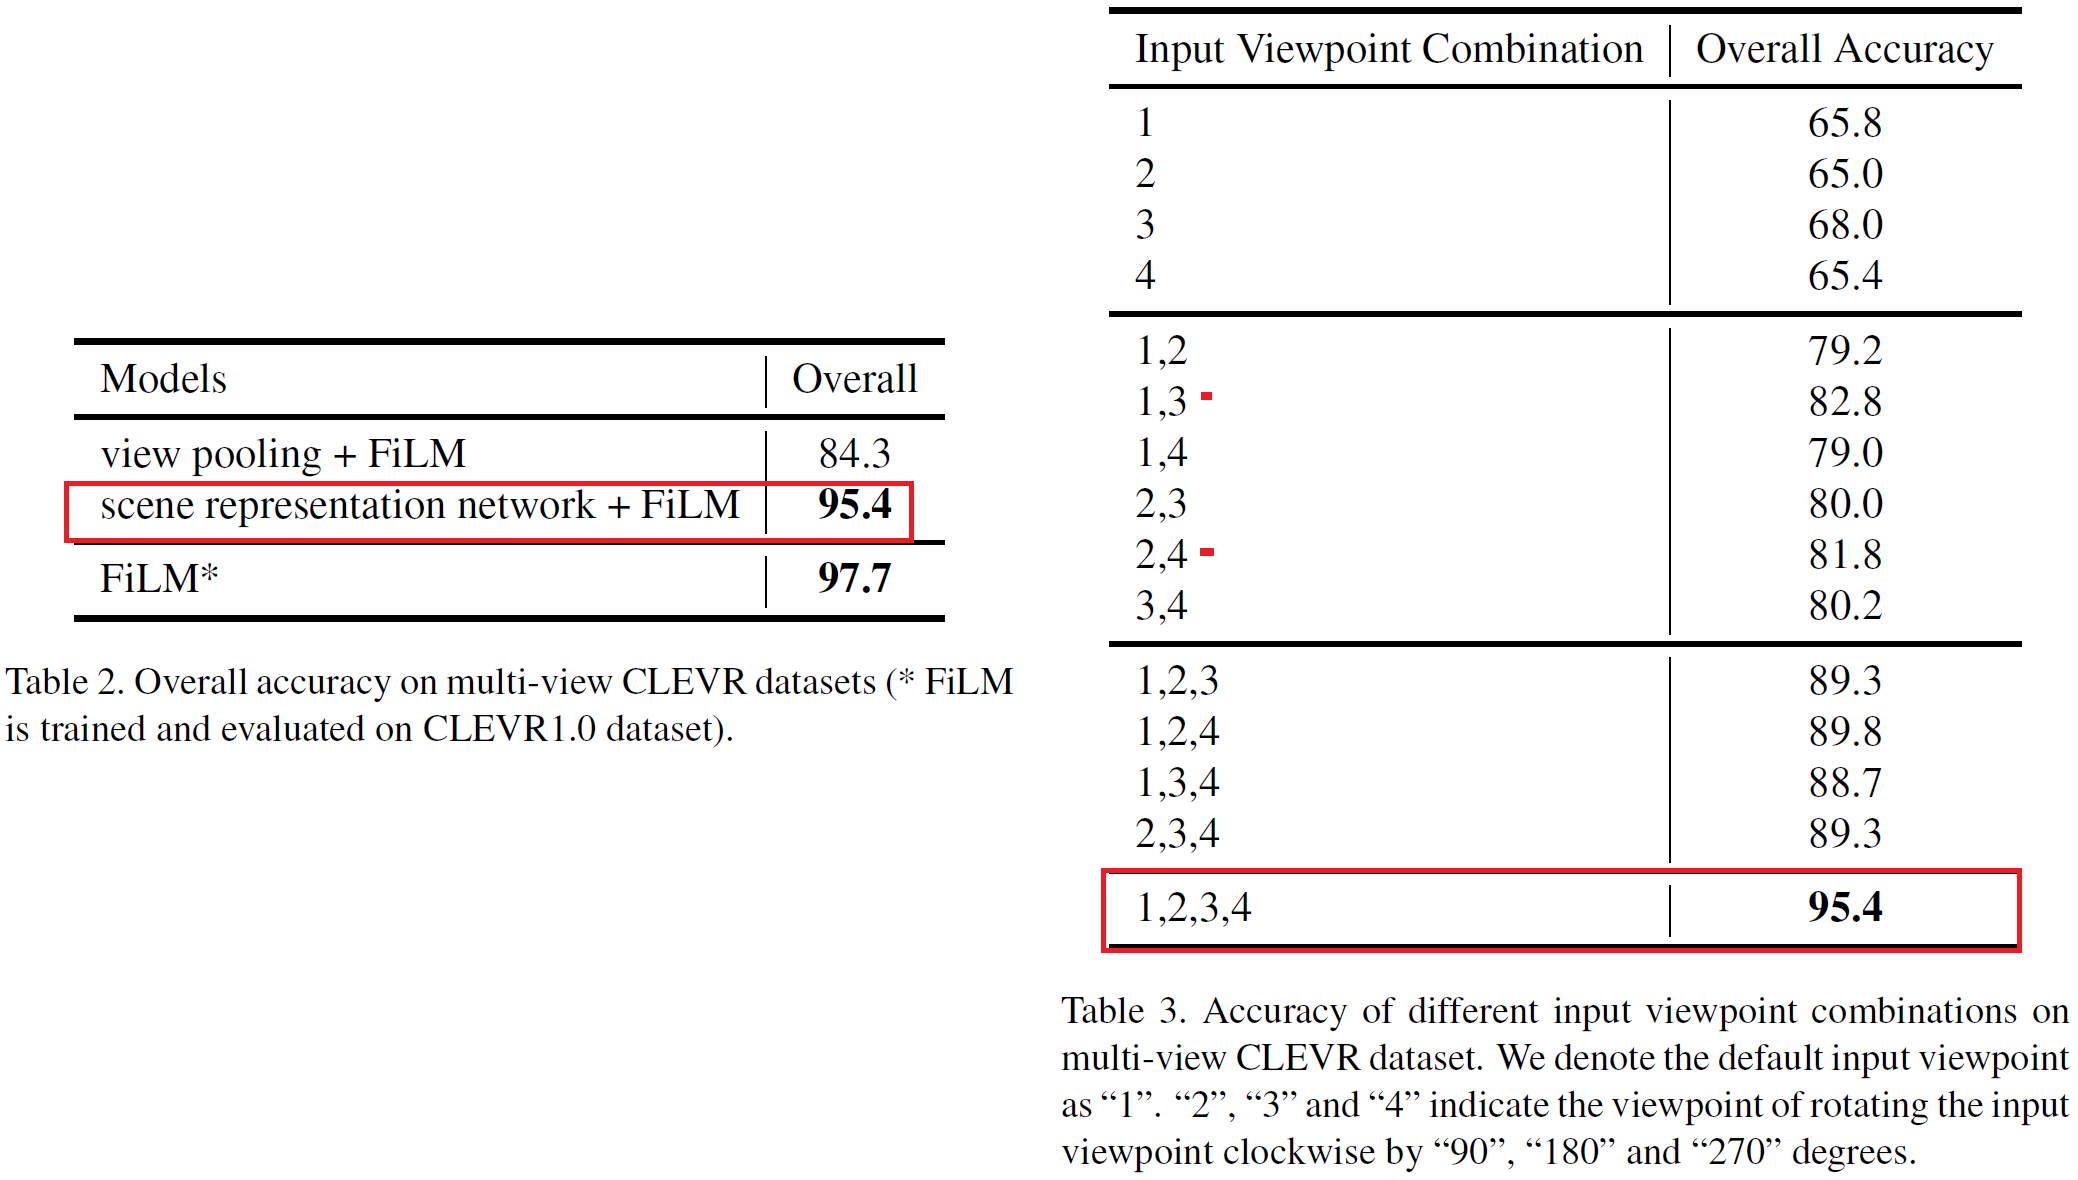 Models Overall
view pooling + FiLM 84.3
scene representation network + FiLM 95.4
FiLM* 97.7
Table 2. Overall accuracy on multi-view CLEVR datasets (* FiLM
is trained and evaluated on CLEVR1.0 dataset).
Input Viewpoint Combination Overall Accuracy
1 65.8
2 65.0
3 68.0
4 65.4
1,2 79.2
1,3 82.8
1,4 79.0
2,3 80.0
2,4 81.8
3,4 80.2
1,2,3 89.3
1,2,4 89.8
1,3,4 88.7
2,3,4 89.3
1,2,3,4 95.4
Table 3. Accuracy of different input viewpoint combinations on
multi-view CLEVR dataset. We denote the default input viewpoint
as “1”. “2”, “3” and “4” indicate the viewpoint of rotating the input
viewpoint clockwise by “90”, “180” and “270” degrees.